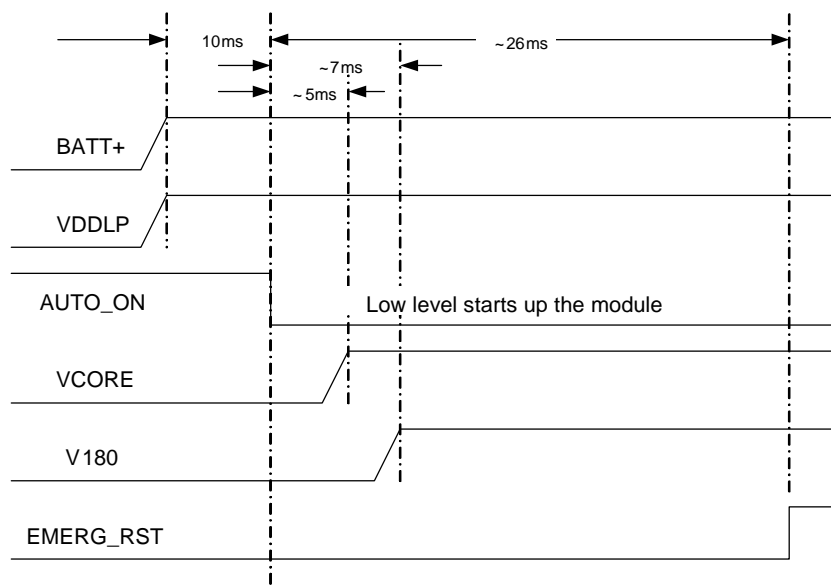 10ms
~26ms
~7ms
~5ms
BATT+
VDDLP
AUTO_ON
Low level starts up the module
VCORE
V180
EMERG_RST